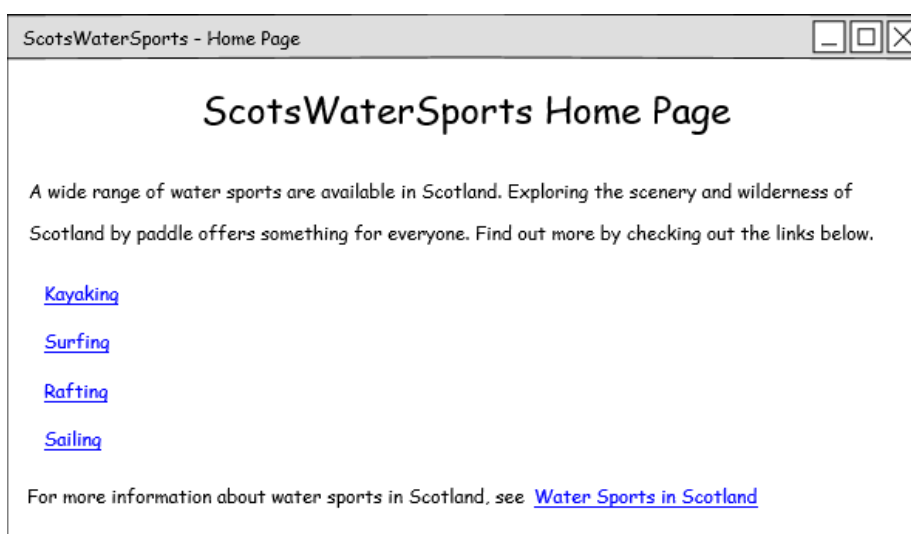 ScotsWaterSports - Home Page
ScotsWaterSports Home Page
A wide range of water sports are available in Scotland. Exploring the scenery and wilderness of
Scotland by paddle offers something for everyone. Find out more by checking out the links below.
Kayaking
Surfing
Rafting
Sailing
For more information about water sports in Scotland, see Water Sports in Scotland